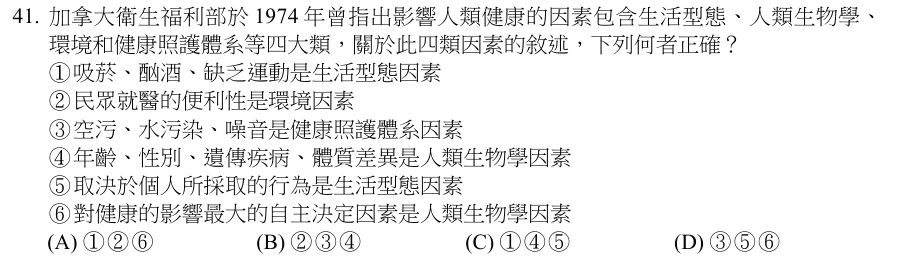 41. 加拿大衛生福利部於 1974 年曾指出影響人類健康的因素包含生活型態、人類生物學、
環境和健康照護體系等四大類，關於此四類因素的敘述，下列何者正確？
①吸菸、酗酒、缺乏運動是生活型態因素
②民眾就醫的便利性是環境因素
③空污、水污染、噪音是健康照護體系因素
④年齡、性別、遺傳疾病、體質差異是人類生物學因素
⑤取決於個人所採取的行為是生活型態因素
⑥對健康的影響最大的自主決定因素是人類生物學因素
(A) ①②⑥ (B) ②③④ (C) ①④⑤ (D) ③⑤⑥